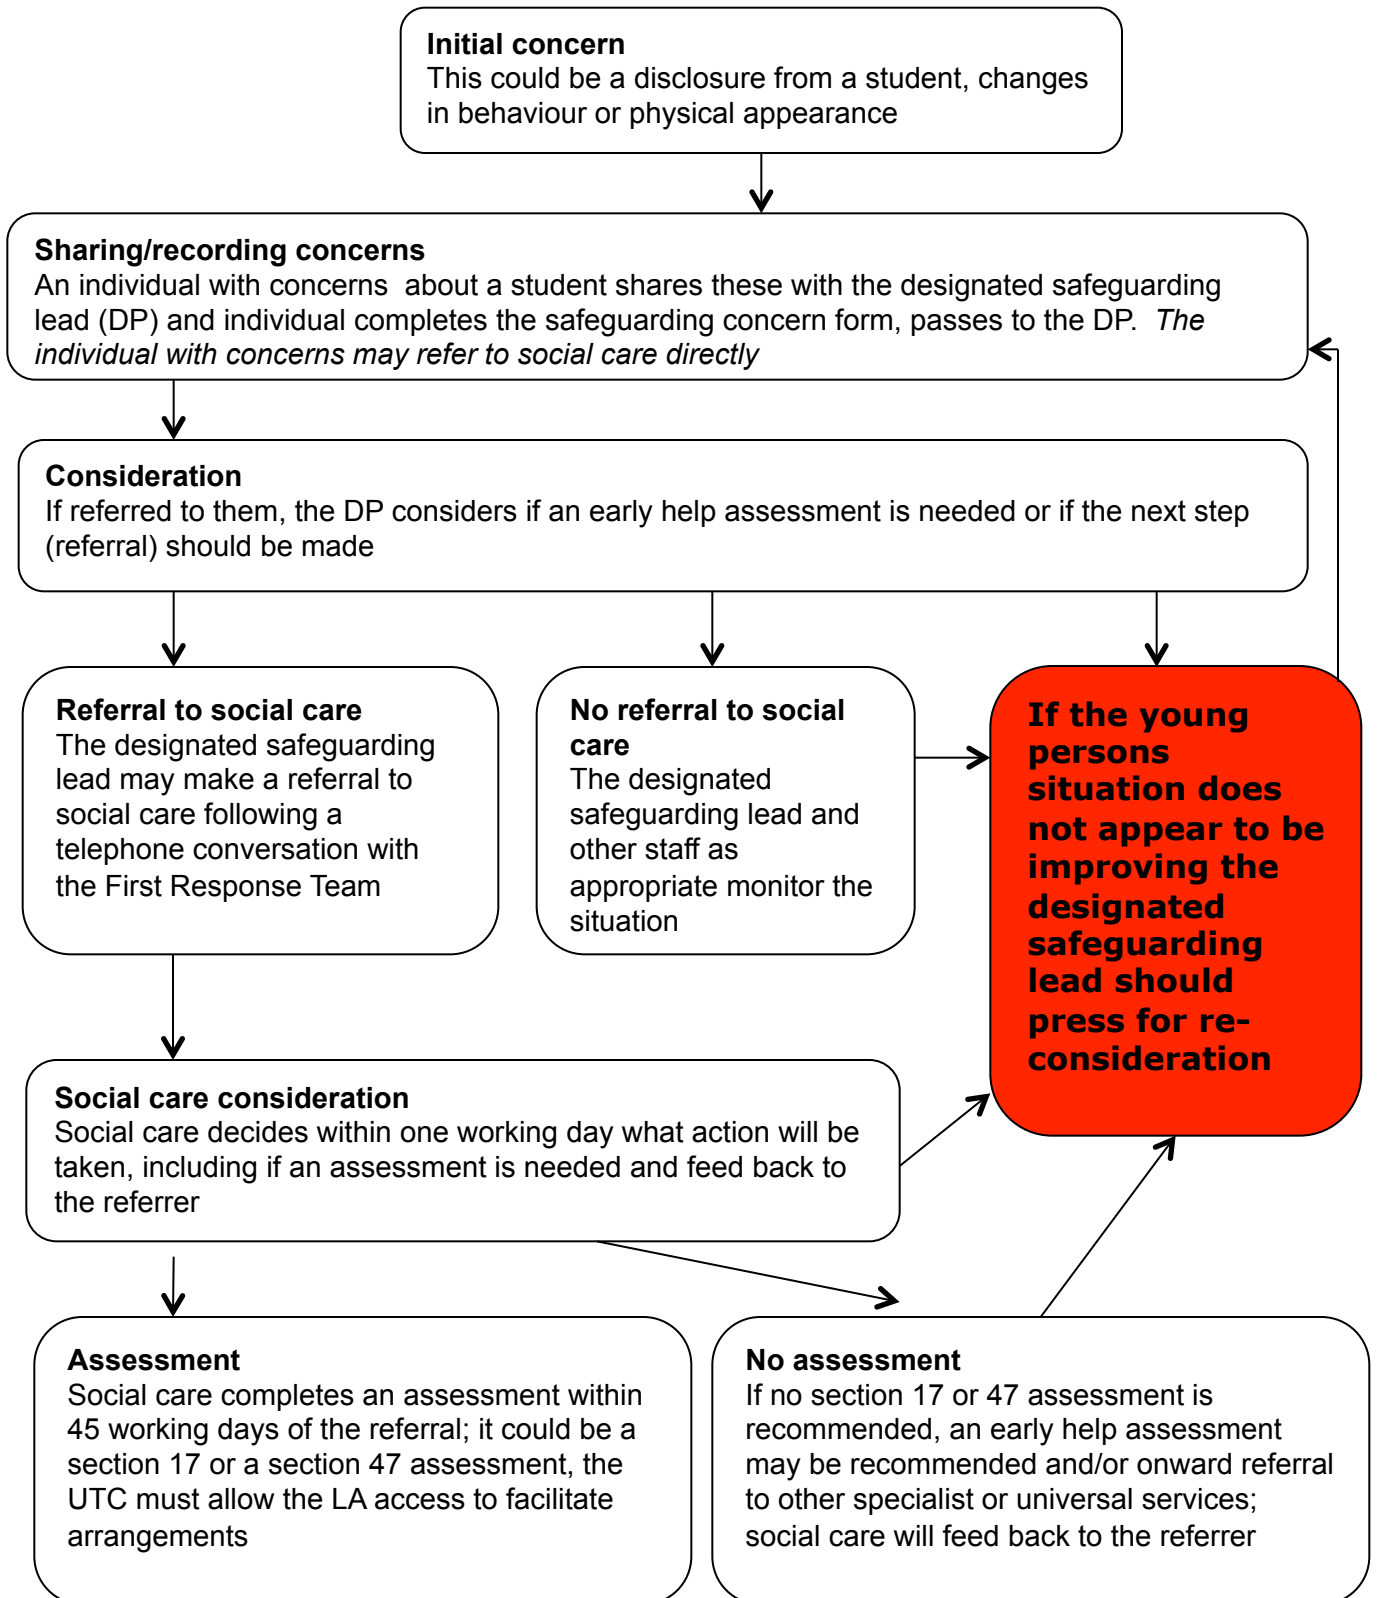 Initial concern
This could be a disclosure from a student, changes
in behaviour or physical appearance
Sharing/recording concerns
An individual with concerns  about a student shares these with the designated safeguarding
lead (DP) and individual completes the safeguarding concern form, passes to the DP.  The
individual with concerns may refer to social care directly
Consideration
If referred to them, the DP considers if an early help assessment is needed or if the next step
(referral) should be made
Referral to social care
The designated safeguarding
lead may make a referral to
social care following a
telephone conversation with
the First Response Team
No referral to social
care
The designated
safeguarding lead and
other staff as
appropriate monitor the
situation
If the young
persons
situation does
not appear to be
improving the
designated
safeguarding
lead should
press for re-
consideration
Social care consideration
Social care decides within one working day what action will be
taken, including if an assessment is needed and feed back to
the referrer
Assessment
Social care completes an assessment within
45 working days of the referral; it could be a
section 17 or a section 47 assessment, the
UTC must allow the LA access to facilitate
arrangements
No assessment
If no section 17 or 47 assessment is
recommended, an early help assessment
may be recommended and/or onward referral
to other specialist or universal services;
social care will feed back to the referrer